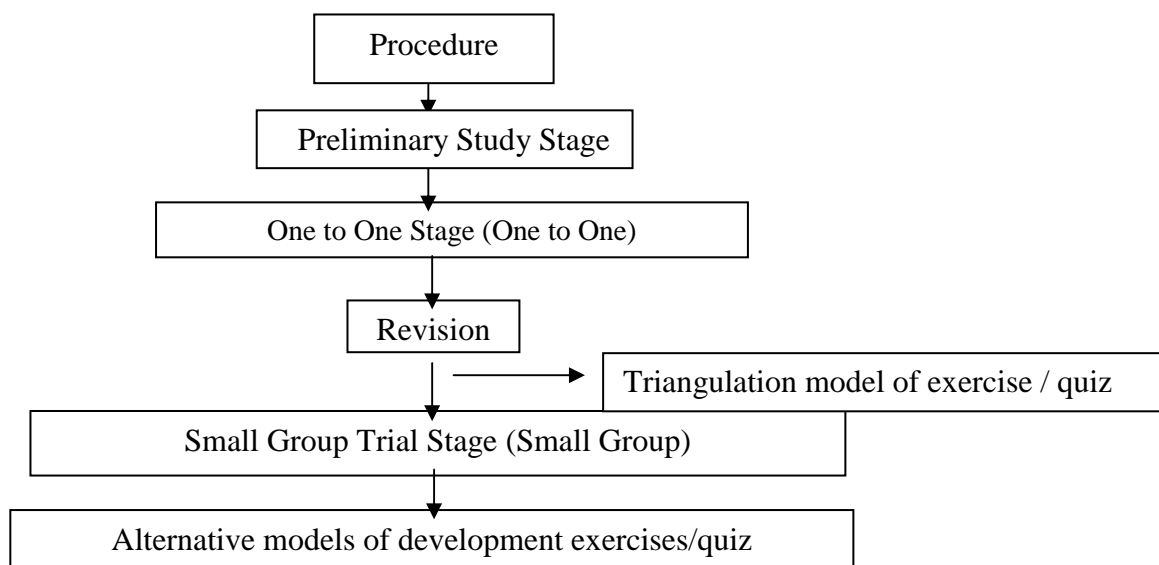 Procedure
Preliminary Study Stage
One to One Stage (One to One)
Revision
Triangulation model of exercise / quiz
Small Group Trial Stage (Small Group)
Alternative models of development exercises/quiz